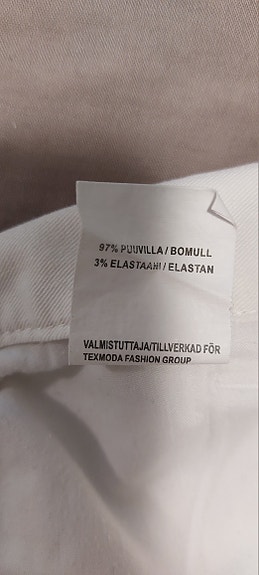 97% PUUVILLA / BOMULL
3% ELASTAANI / ELASTAN
VALMISTUTTAJA/TILLVERKAD FÖR
TEXMODA FASHION GROUP